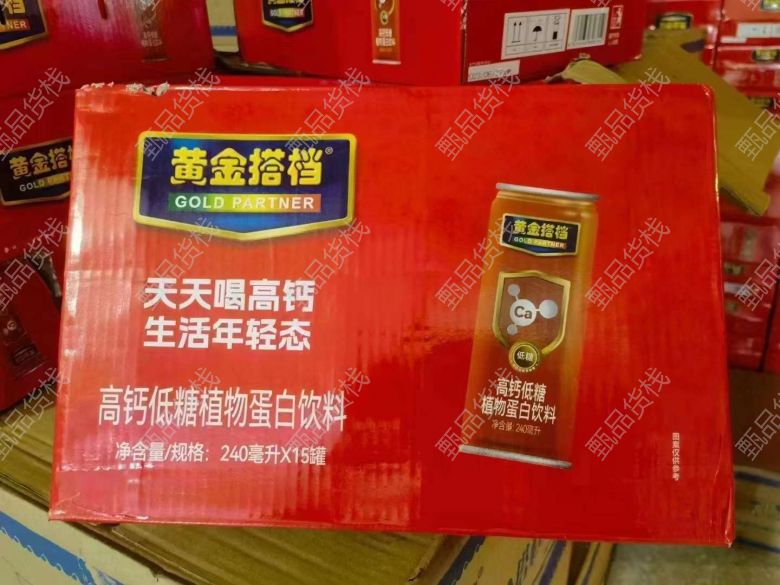 黄金搭档®
GOLD PARTNER
天天喝高钙
生活年轻态
高钙低糖植物蛋白饮料
净含量/规格：240毫升X15罐
黄金搭档
GOLD PARTNER
Ca
低糖
高钙低糖
植物蛋白饮料
净含量：240毫升
图案仅供参考
甄品货栈